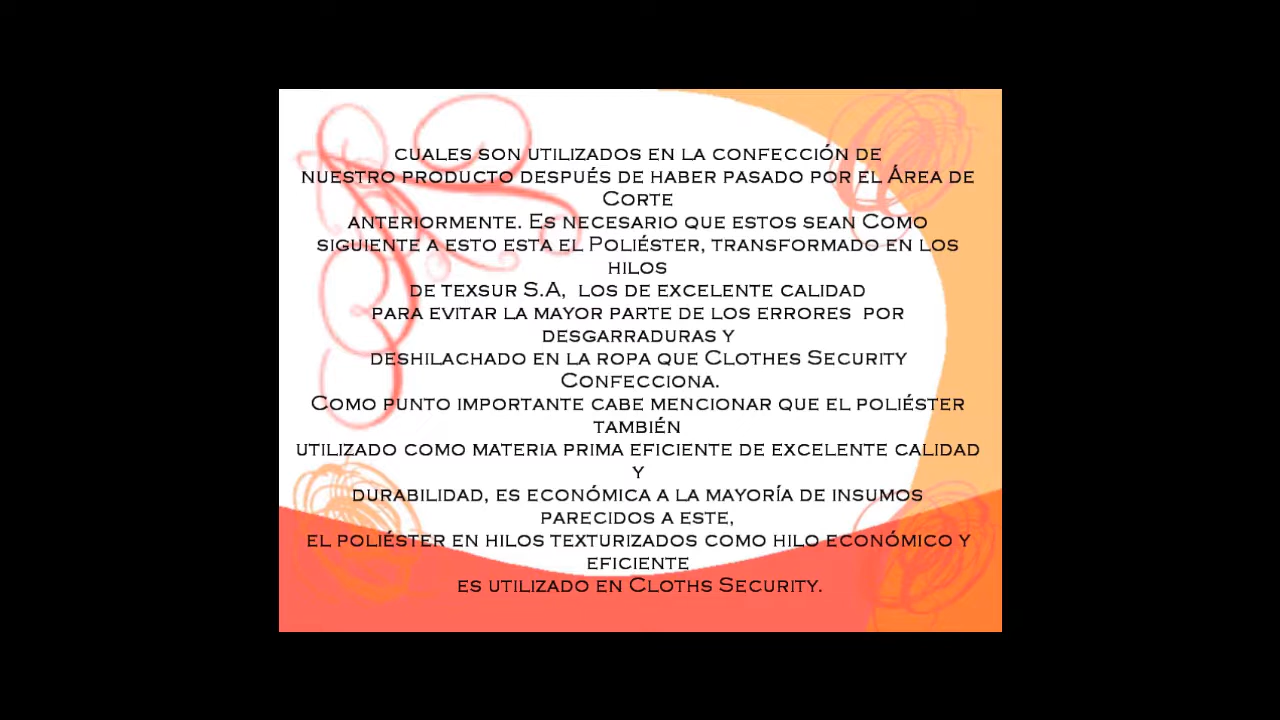 CUALES SON UTILIZADOS EN LA CONFECCIÓN DE
NUESTRO PRODUCTO DESPUÉS DE HABER PASADO POR EL ÁREA DE
CORTE
ANTERIORMENTE. ES NECESARIO QUE ESTOS SEAN COMO
SIGUIENTE A ESTO ESTA EL POLIÉSTER, TRANSFORMADO EN LOS
HILOS
DE TEXSUR S.A, LOS DE EXCELENTE CALIDAD
PARA EVITAR LA MAYOR PARTE DE LOS ERRORES POR
DESGARRADURAS Y
DESHILACHADO EN LA ROPA QUE CLOTHES SECURITY
CONFECCIONA.
COMO PUNTO IMPORTANTE CABE MENCIONAR QUE EL POLIÉSTER
TAMBIÉN
UTILIZADO COMO MATERIA PRIMA EFICIENTE DE EXCELENTE CALIDAD
Y
DURABILIDAD, ES ECONÓMICA A LA MAYORÍA DE INSUMOS
PARECIDOS A ESTE,
EL POLIÉSTER EN HILOS TEXTURIZADOS COMO HILO ECONÓMICO Y
EFICIENTE
ES UTILIZADO EN CLOTHS SECURITY.